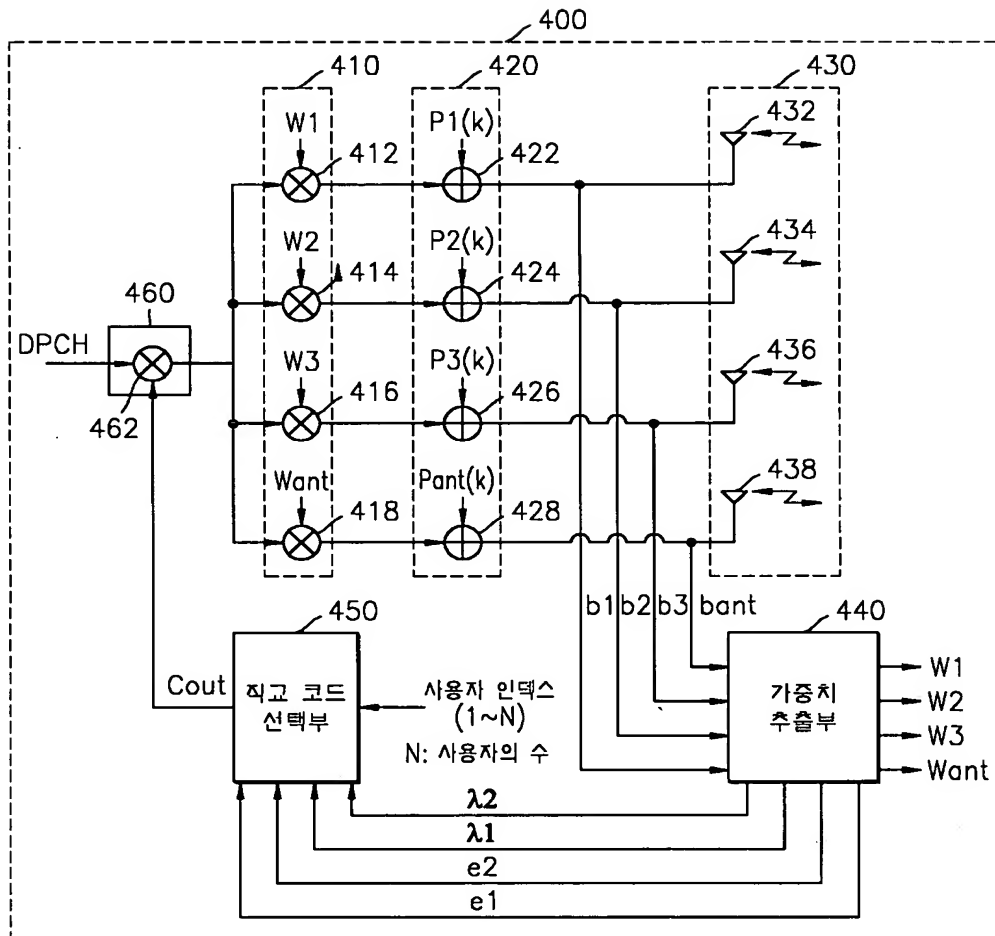 400
410
420
430
W1
P1(k)
432
412
422
W2
P2(k)
434
414
424
460
DPCH
W3
P3(k)
436
462
416
426
Want
Pant(k)
438
418
428
b1 b2 b3 bant
450
440
Cout
직교 코드
선택부
사용자 인덱스
(1~N)
N: 사용자의 수
가중치
추출부
W1
W2
W3
Want
λ2
λ1
e2
e1